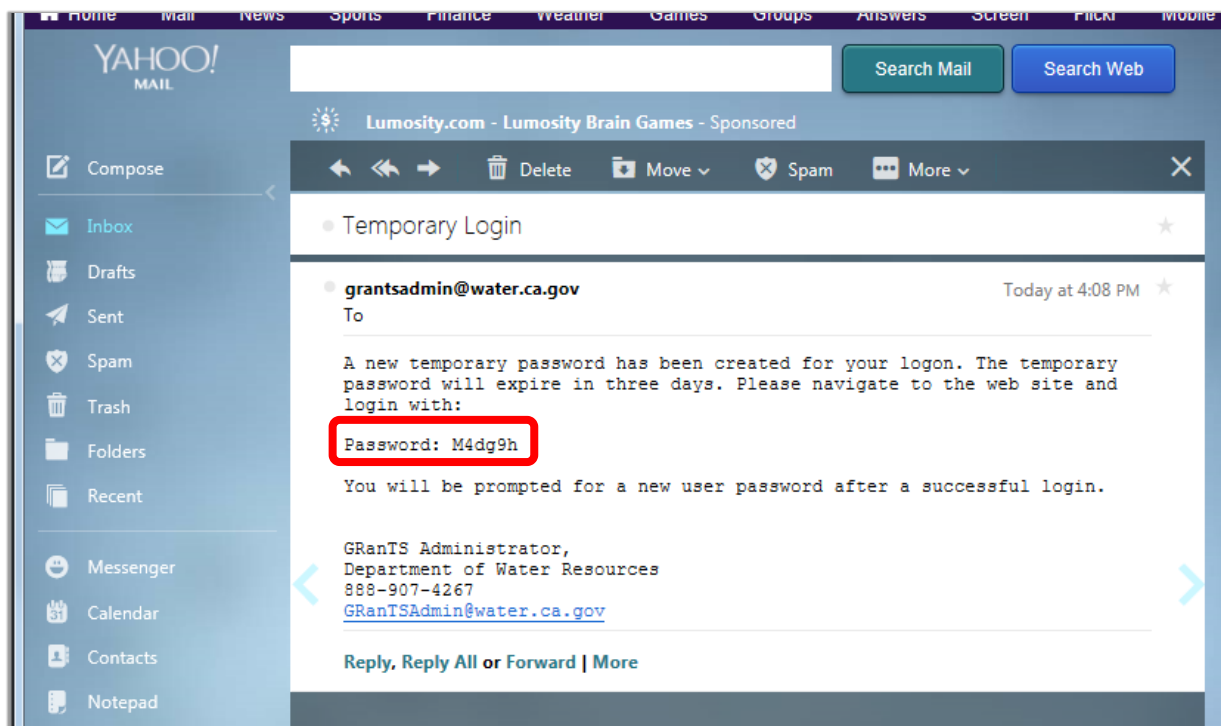 Home Mail News Sports Finance Weather Games Groups Answers Screen Flickr Mobile
YAHOO!
MAIL
Search Mail
Search Web
Lumosity.com - Lumosity Brain Games - Sponsored
Compose
Delete Move Spam More
Inbox
Temporary Login
Drafts
grantsadmin@water.ca.gov
Today at 4:08 PM
To
Sent
Spam
A new temporary password has been created for your logon. The temporary
password will expire in three days. Please navigate to the web site and
login with:
Trash
Password: M4dg9h
Folders
Recent
You will be prompted for a new user password after a successful login.
GRanTS Administrator,
Department of Water Resources
888-907-4267
GRanTSAdmin@water.ca.gov
Messenger
31
Calendar
Contacts
Reply, Reply All or Forward | More
Notepad